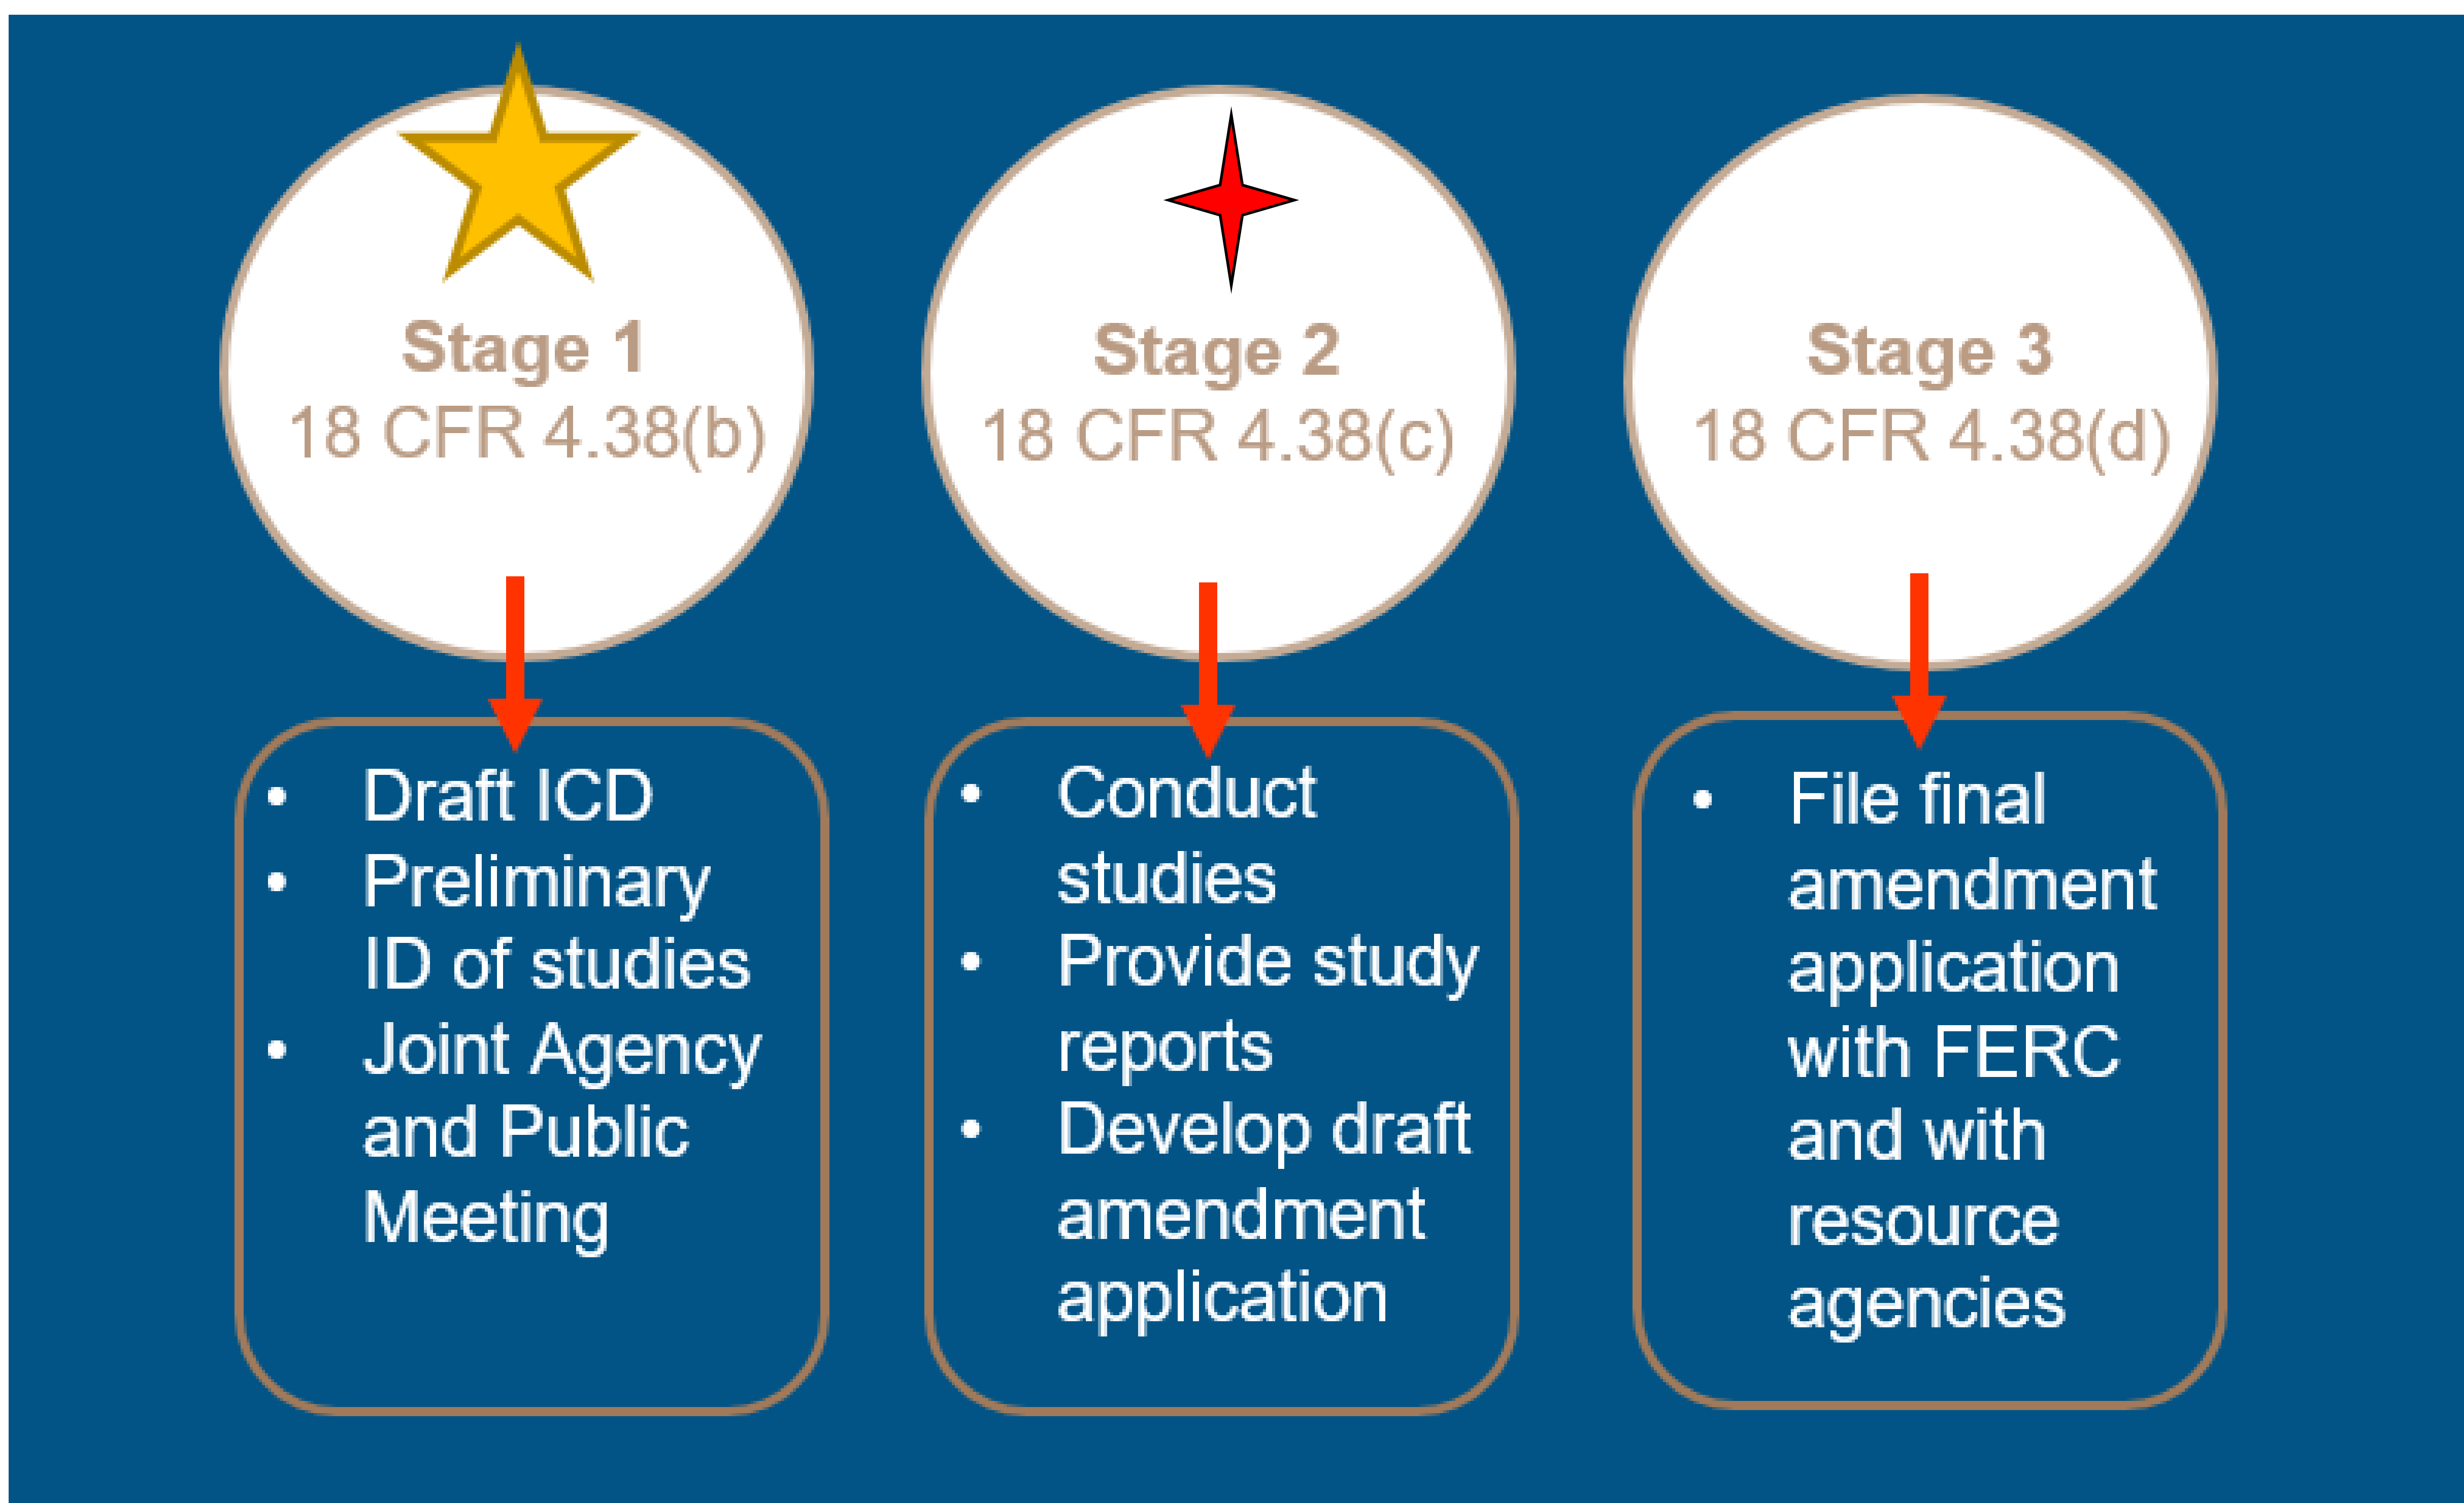 Stage 1
18 CFR 4.38(b)
Stage 2
18 CFR 4.38(c)
Stage 3
18 CFR 4.38(d)
• Draft ICD
• Preliminary
ID of studies
• Joint Agency
and Public
Meeting
• Conduct
studies
• Provide study
reports
• Develop draft
amendment
application
• File final
amendment
application
with FERC
and with
resource
agencies